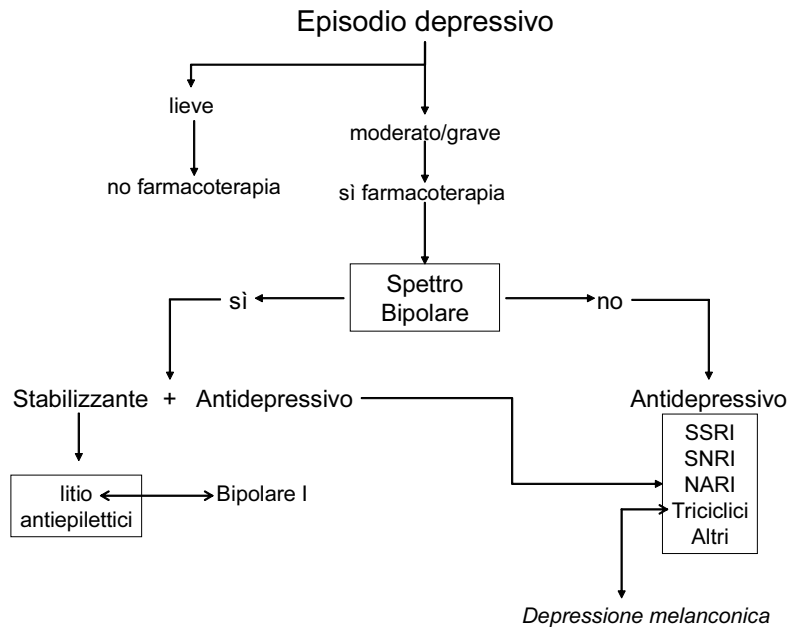 Episodio depressivo
lieve
moderato/grave
no farmacoterapia
sì farmacoterapia
Spettro
Bipolare
sì
no
Stabilizzante + Antidepressivo
Antidepressivo
SSRI
SNRI
NARI
Triciclici
Altri
litio
antiepilettici
Bipolare I
Depressione melanconica